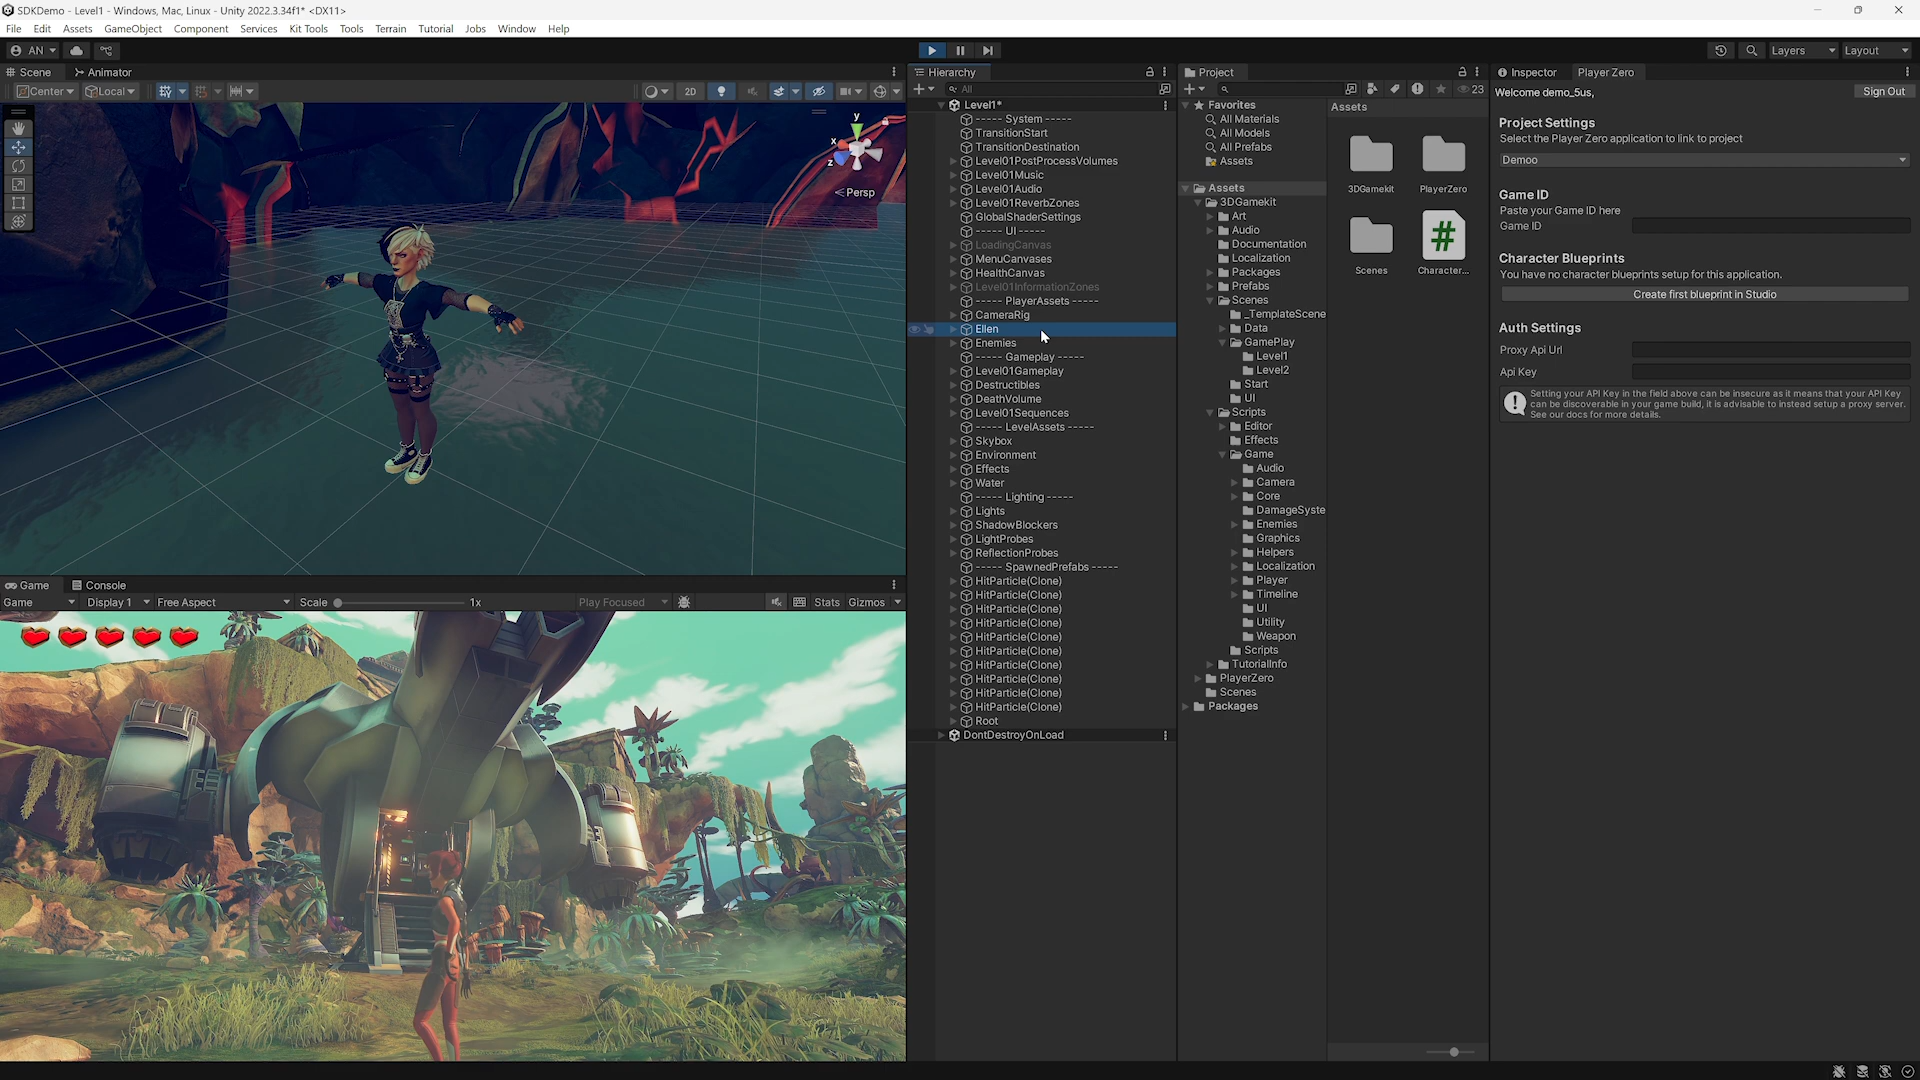 SDKDemo - Level1 - Windows, Mac, Linux - Unity 2022.3.34f1* <DX11>
File Edit Assets GameObject Component Services Kit Tools Tools Terrain Tutorial Jobs Window Help
AN
Layers
Layout
Scene
Animator
Center
Local
2D
y
x
z
Persp
Game
Console
Game
Display 1
Free Aspect
Scale
1x
Play Focused
Stats
Gizmos
Hierarchy
All
Level1*
----- System -----
TransitionStart
TransitionDestination
Level01PostProcessVolumes
Level01Music
Level01Audio
Level01ReverbZones
GlobalShaderSettings
----- UI -----
LoadingCanvas
MenuCanvases
HealthCanvas
Level01InformationZones
----- PlayerAssets -----
CameraRig
Ellen
Enemies
----- Gameplay -----
Level01Gameplay
Destructibles
DeathVolume
Level01Sequences
----- LevelAssets -----
Skybox
Environment
Effects
Water
----- Lighting -----
Lights
ShadowBlockers
LightProbes
ReflectionProbes
----- SpawnedPrefabs -----
HitParticle(Clone)
HitParticle(Clone)
HitParticle(Clone)
HitParticle(Clone)
HitParticle(Clone)
HitParticle(Clone)
HitParticle(Clone)
HitParticle(Clone)
HitParticle(Clone)
HitParticle(Clone)
Root
DontDestroyOnLoad
Project
23
Favorites
All Materials
All Models
All Prefabs
Assets
Assets
3DGamekit
Art
Audio
Documentation
Localization
Packages
Prefabs
Scenes
_TemplateScene
Data
GamePlay
Level1
Level2
Start
UI
Scripts
Editor
Effects
Game
Audio
Camera
Core
DamageSyste
Enemies
Graphics
Helpers
Localization
Player
Timeline
UI
Utility
Weapon
Scripts
TutorialInfo
PlayerZero
Scenes
Packages
Assets
3DGamekit
PlayerZero
#
Scenes
Character...
Inspector
Player Zero
Welcome demo_5us,
Sign Out
Project Settings
Select the Player Zero application to link to project
Demoo
Game ID
Paste your Game ID here
Game ID
Character Blueprints
You have no character blueprints setup for this application.
Create first blueprint in Studio
Auth Settings
Proxy Api Url
Api Key
Setting your API Key in the field above can be insecure as it means that your API Key
can be discoverable in your game build, it is advisable to instead setup a proxy server.
See our docs for more details.